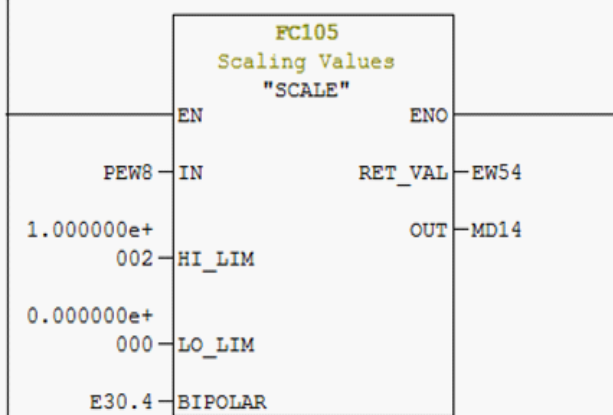 FC105
Scaling Values
"SCALE"
EN ENO
PEW8 IN RET_VAL EW54
1.000000e+ OUT MD14
002 HI_LIM
0.000000e+
000 LO_LIM
E30.4 BIPOLAR